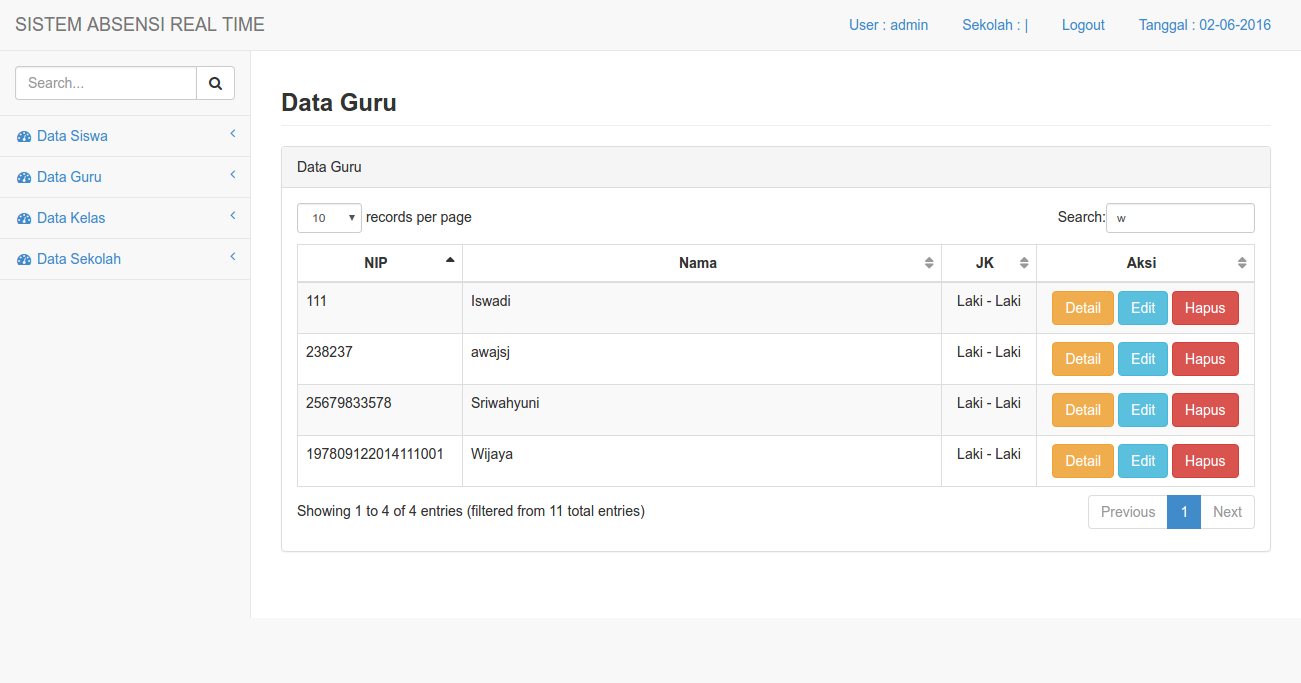 SISTEM ABSENSI REAL TIME
User : admin Sekolah : | Logout Tanggal : 02-06-2016
Search...
Data Siswa
Data Guru
Data Kelas
Data Sekolah
Data Guru
Data Guru
10 records per page
Search: w
NIP Nama JK Aksi
111 Iswadi Laki - Laki Detail Edit Hapus
238237 awajsj Laki - Laki Detail Edit Hapus
25679833578 Sriwahyuni Laki - Laki Detail Edit Hapus
197809122014111001 Wijaya Laki - Laki Detail Edit Hapus
Showing 1 to 4 of 4 entries (filtered from 11 total entries)
Previous 1 Next